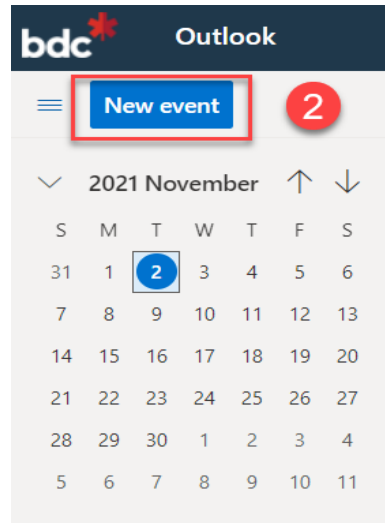 bdc Outlook
New event 2
2021 November
S M T W T F S
31 1 2 3 4 5 6
7 8 9 10 11 12 13
14 15 16 17 18 19 20
21 22 23 24 25 26 27
28 29 30 1 2 3 4
5 6 7 8 9 10 11